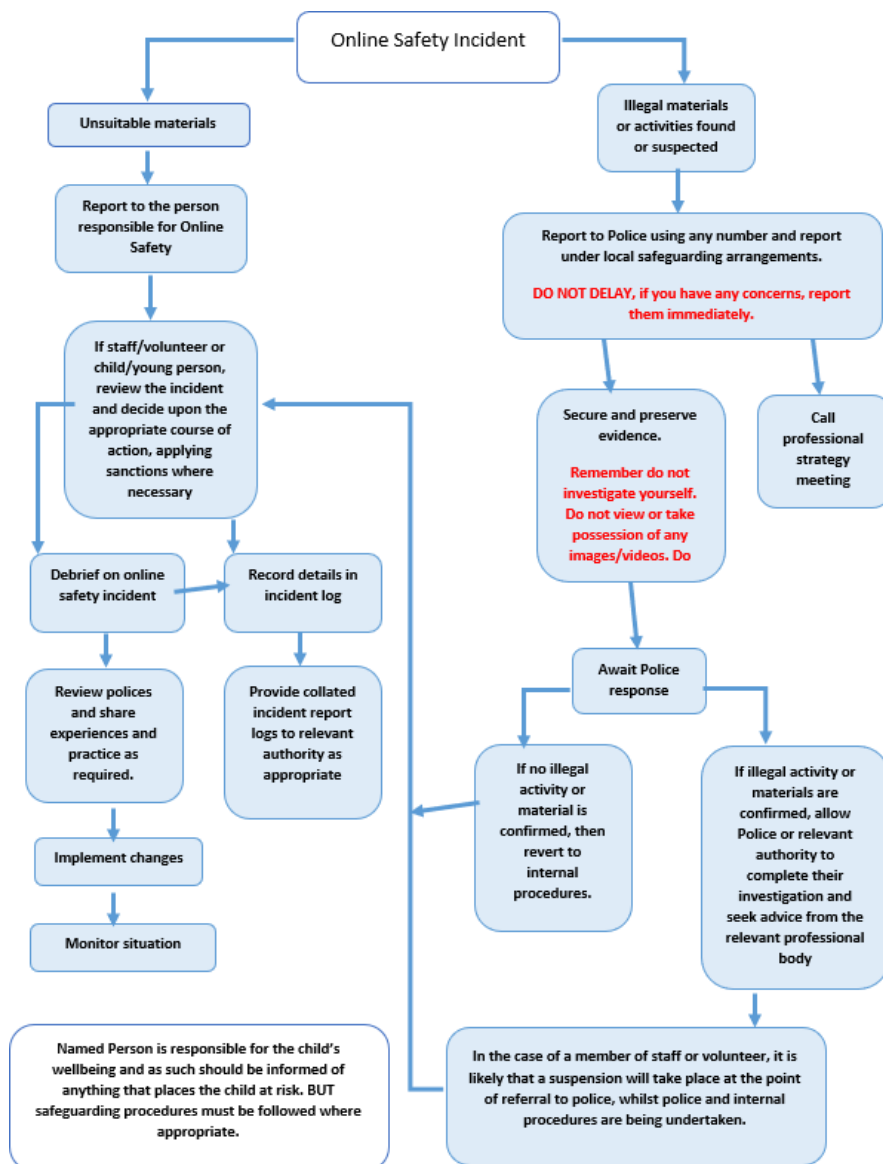 Online Safety Incident
Unsuitable materials
Report to the person
responsible for Online
Safety
If staff/volunteer or
child/young person,
review the incident
and decide upon the
appropriate course of
action, applying
sanctions where
necessary
Debrief on online
safety incident
Record details in
incident log
Review polices
and share
experiences and
practice as
required.
Provide collated
incident report
logs to relevant
authority as
appropriate
Implement changes
Monitor situation
Illegal materials
or activities found
or suspected
Report to Police using any number and report
under local safeguarding arrangements.
DO NOT DELAY, if you have any concerns, report
them immediately.
Secure and preserve
evidence.
Remember do not
investigate yourself.
Do not view or take
possession of any
images/videos. Do
Call
professional
strategy
meeting
Await Police
response
If no illegal
activity or
material is
confirmed, then
revert to
internal
procedures.
If illegal activity or
materials are
confirmed, allow
Police or relevant
authority to
complete their
investigation and
seek advice from the
relevant professional
body
In the case of a member of staff or volunteer, it is
likely that a suspension will take place at the point
of referral to police, whilst police and internal
procedures are being undertaken.
Named Person is responsible for the child's
wellbeing and as such should be informed of
anything that places the child at risk. BUT
safeguarding procedures must be followed where
appropriate.